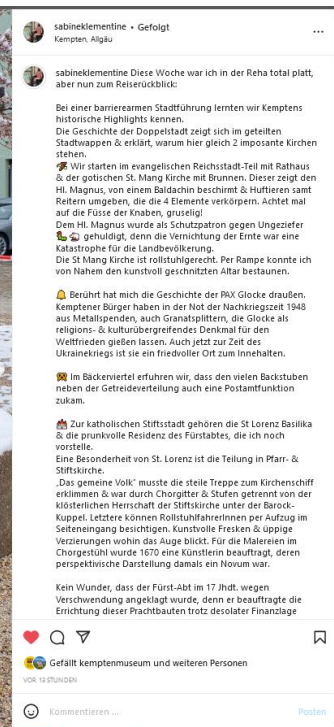 sabineklementine • Gefolgt
Kempten, Allgäu
sabineklementine Diese Woche war ich in der Reha total platt,
aber nun zum Reiserückblick:
Bei einer barrierearmen Stadtführung lernten wir Kemptens
historische Highlights kennen.
Die Geschichte der Doppelstadt zeigt sich im geteilten
Stadtwappen & erklärt, warum hier gleich 2 imposante Kirchen
stehen.
Wir starten im evangelischen Reichsstadt-Teil mit Rathaus
& der gotischen St. Mang Kirche mit Brunnen. Dieser zeigt den
Hl. Magnus, von einem Baldachin beschirmt & Huftieren samt
Reitern umgeben, die die 4 Elemente verkörpern. Achtet mal
auf die Füsse der Knaben, gruselig!
Dem Hl. Magnus wurde als Schutzpatron gegen Ungeziefer
🐛🐁 gehuldigt, denn die Vernichtung der Ernte war eine
Katastrophe für die Landbevölkerung.
Die St Mang Kirche ist rollstuhlgerecht. Per Rampe konnte ich
von Nahem den kunstvoll geschnitzten Altar bestaunen.
🔔 Berührt hat mich die Geschichte der PAX Glocke draußen.
Kemptener Bürger haben in der Not der Nachkriegszeit 1948
aus Metallspenden, auch Granatsplittern, die Glocke als
religions- & kulturübergreifendes Denkmal für den
Weltfrieden gießen lassen. Auch jetzt zur Zeit des
Ukrainekriegs ist sie ein friedvoller Ort zum Innehalten.
🥨 Im Bäckerviertel erfuhren wir, dass den vielen Backstuben
neben der Getreideverteilung auch eine Postamtfunktion
zukam.
Zur katholischen Stiftsstadt gehören die St Lorenz Basilika
& die prunkvolle Residenz des Fürstabtes, die ich noch
vorstelle.
Eine Besonderheit von St. Lorenz ist die Teilung in Pfarr- &
Stiftskirche.
„Das gemeine Volk" musste die steile Treppe zum Kirchenschiff
erklimmen & war durch Chorgitter & Stufen getrennt von der
klösterlichen Herrschaft der Stiftskirche unter der Barock-
Kuppel. Letztere können RollstuhlfahrerInnen per Aufzug im
Seiteneingang besichtigen. Kunstvolle Fresken & üppige
Verzierungen wohin das Auge blickt. Für die Malereien im
Chorgestühl wurde 1670 eine Künstlerin beauftragt, deren
perspektivische Darstellung damals ein Novum war.
Kein Wunder, dass der Fürst-Abt im 17 Jhdt. wegen
Verschwendung angeklagt wurde, denn er beauftragte die
Errichtung dieser Prachtbauten trotz desolater Finanzlage
Gefällt kemptenmuseum und weiteren Personen
VOR 13 STUNDEN
Kommentieren ...
Posten